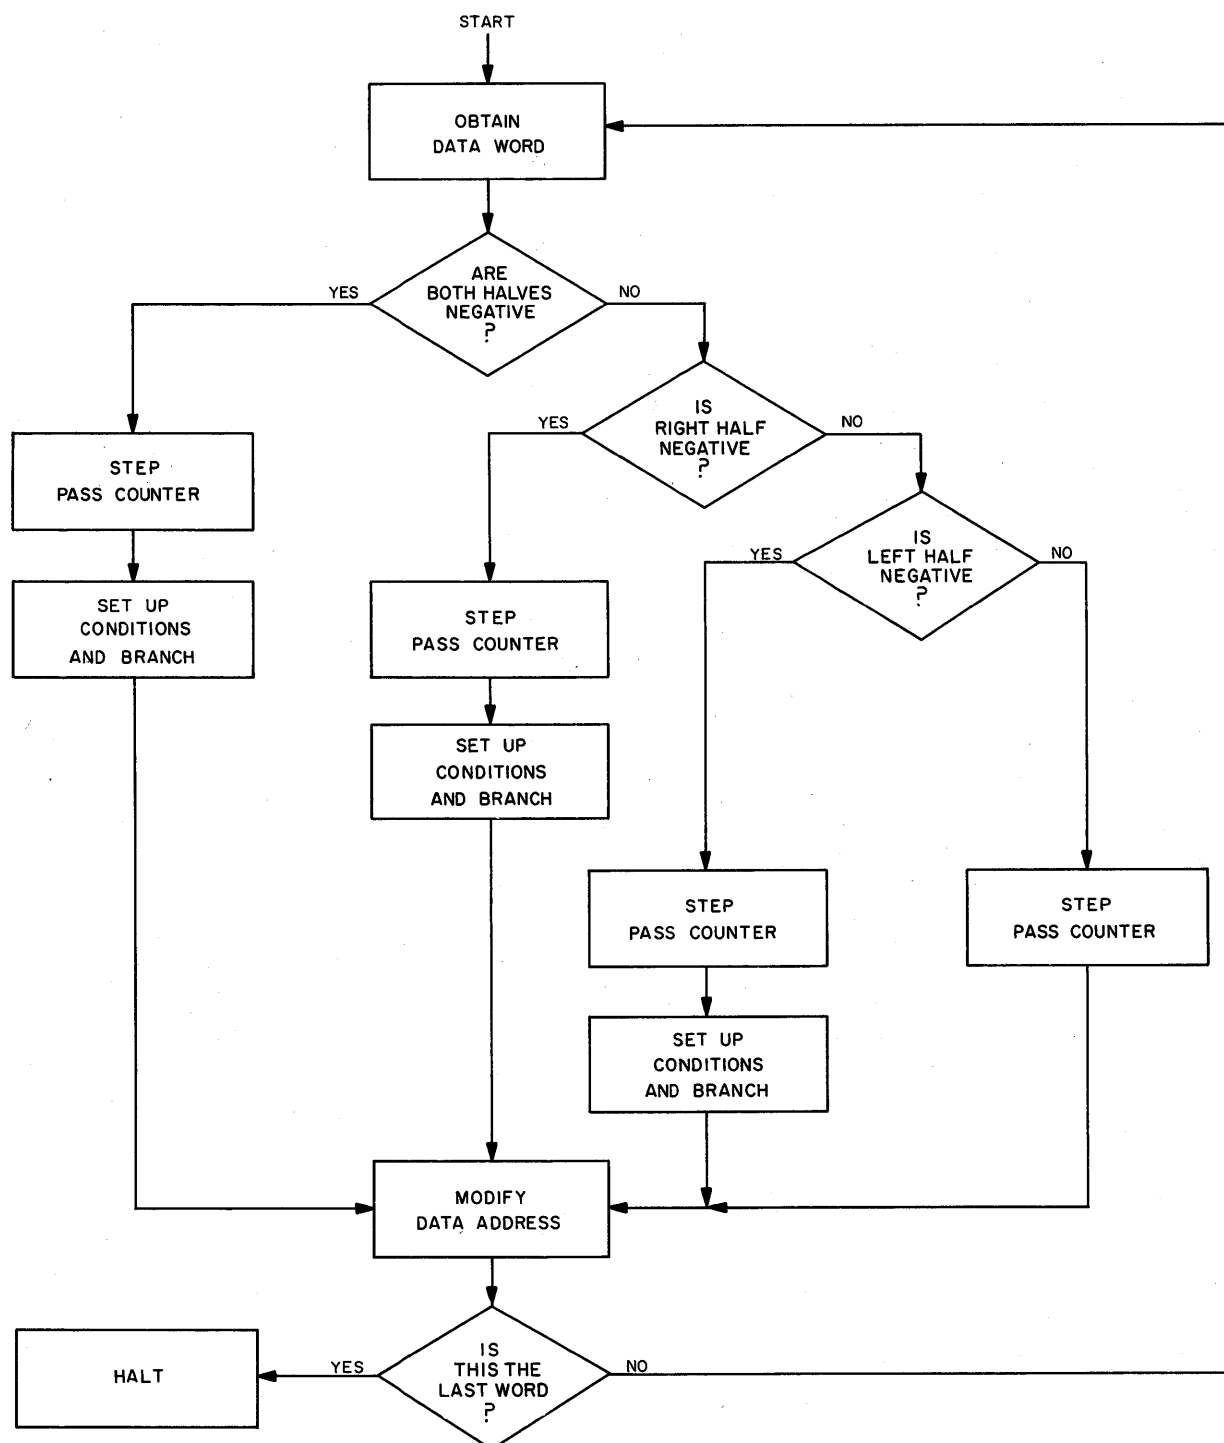 START
OBTAIN
DATA WORD
ARE
BOTH HALVES
NEGATIVE
?
YES
NO
IS
RIGHT HALF
NEGATIVE
?
YES
NO
STEP
PASS COUNTER
IS
LEFT HALF
NEGATIVE
?
YES
NO
SET UP
CONDITIONS
AND BRANCH
STEP
PASS COUNTER
SET UP
CONDITIONS
AND BRANCH
STEP
PASS COUNTER
STEP
PASS COUNTER
SET UP
CONDITIONS
AND BRANCH
MODIFY
DATA ADDRESS
IS
THIS THE
LAST WORD
?
YES
NO
HALT